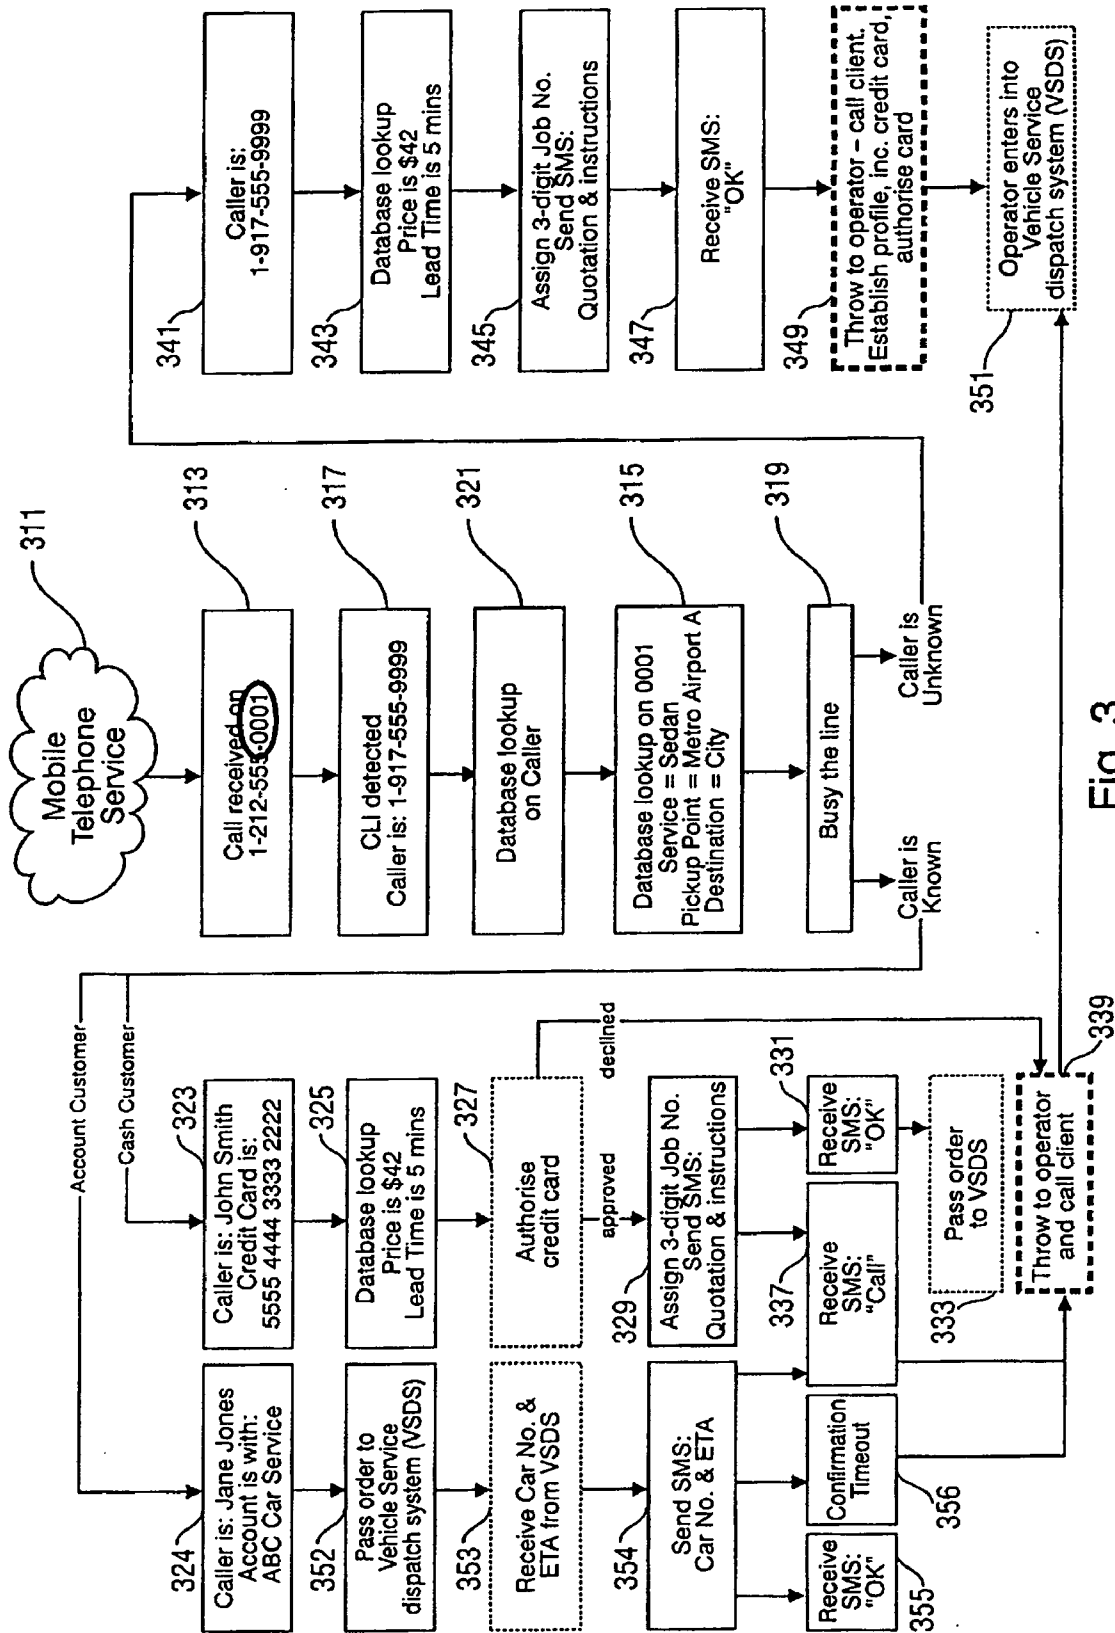 Mobile
Telephone
Service
311
Call received on
1-212-555-0001
313
CLI detected
Caller is: 1-917-555-9999
317
Database lookup
on Caller
321
Database lookup on 0001
Service = Sedan
Pickup Point = Metro Airport A
Destination = City
315
Busy the line
319
Caller is
Known
Caller is
Unknown
Account Customer
Cash Customer
324
Caller is: Jane Jones
Account is with:
ABC Car Service
352
Pass order to
Vehicle Service
dispatch system (VSDS)
353
Receive Car No. &
ETA from VSDS
354
Send SMS:
Car No. & ETA
Receive
SMS:
"OK"
355
Confirmation
Timeout
356
323
Caller is: John Smith
Credit Card is:
5555 4444 3333 2222
325
Database lookup
Price is $42
Lead Time is 5 mins
327
Authorise
credit card
approved
declined
329
Assign 3-digit Job No.
Send SMS:
Quotation & instructions
337
Receive
SMS:
"Call"
331
Receive
SMS:
"OK"
Pass order
to VSDS
333
Throw to operator
and call client
339
341
Caller is:
1-917-555-9999
343
Database lookup
Price is $42
Lead Time is 5 mins
345
Assign 3-digit Job No.
Send SMS:
Quotation & instructions
347
Receive SMS:
"OK"
349
Throw to operator – call client.
Establish profile, inc. credit card,
authorise card
351
Operator enters into
Vehicle Service
dispatch system (VSDS)
Fig. 3